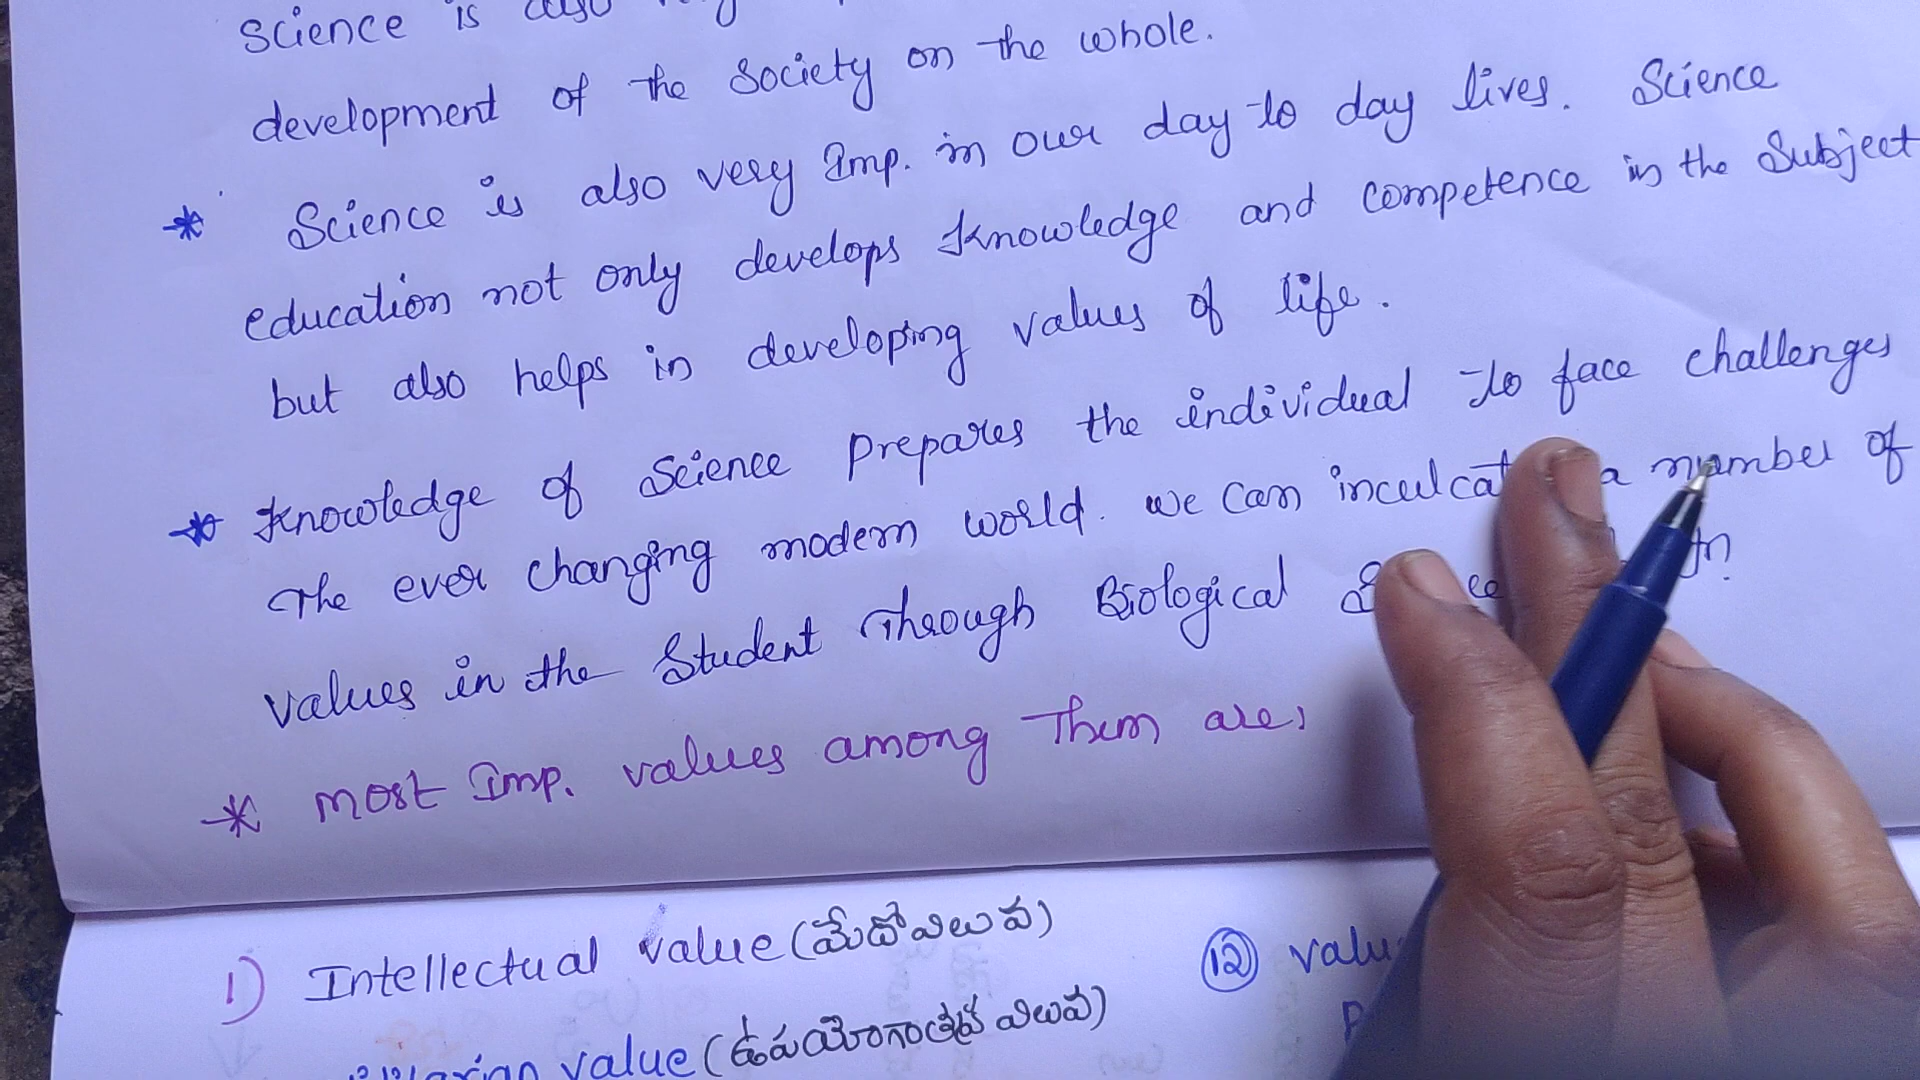 Science is also
development of the Society on the whole.
* Science is also very Imp. in our day to day lives. Science
education not only develops knowledge and competence in the Subject
but also helps in developing values of life.
* Knowledge of Science prepares the individual to face challenges
The ever changing modern world. we can inculcat a number of
values in the Student Through Biological
* most Imp. values among Them are,
1) Intellectual value (మేదోవిలువ)
12 valu
value (ఉపయోగాత్మక విలువ)